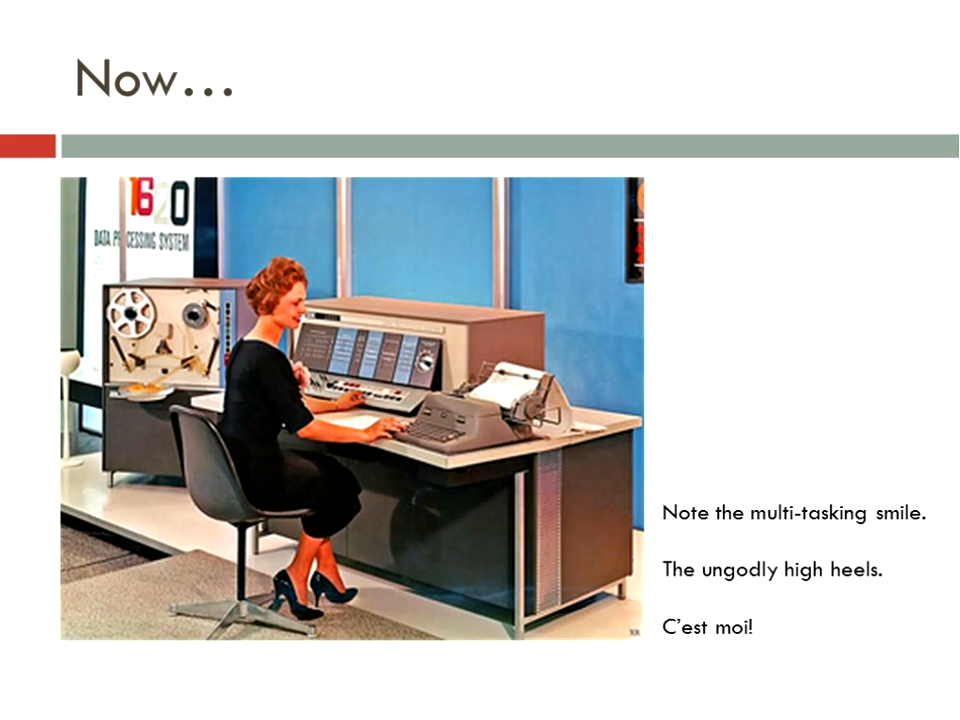 Now…
1620
DATA PROCESSING SYSTEM
Note the multi-tasking smile.
The ungodly high heels.
C'est moi!